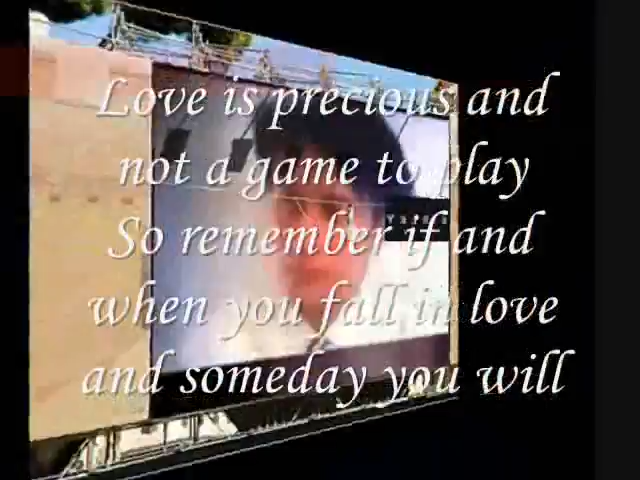 Love is precious and
not a game to play
So remember if and
when you fall in love
and someday you will